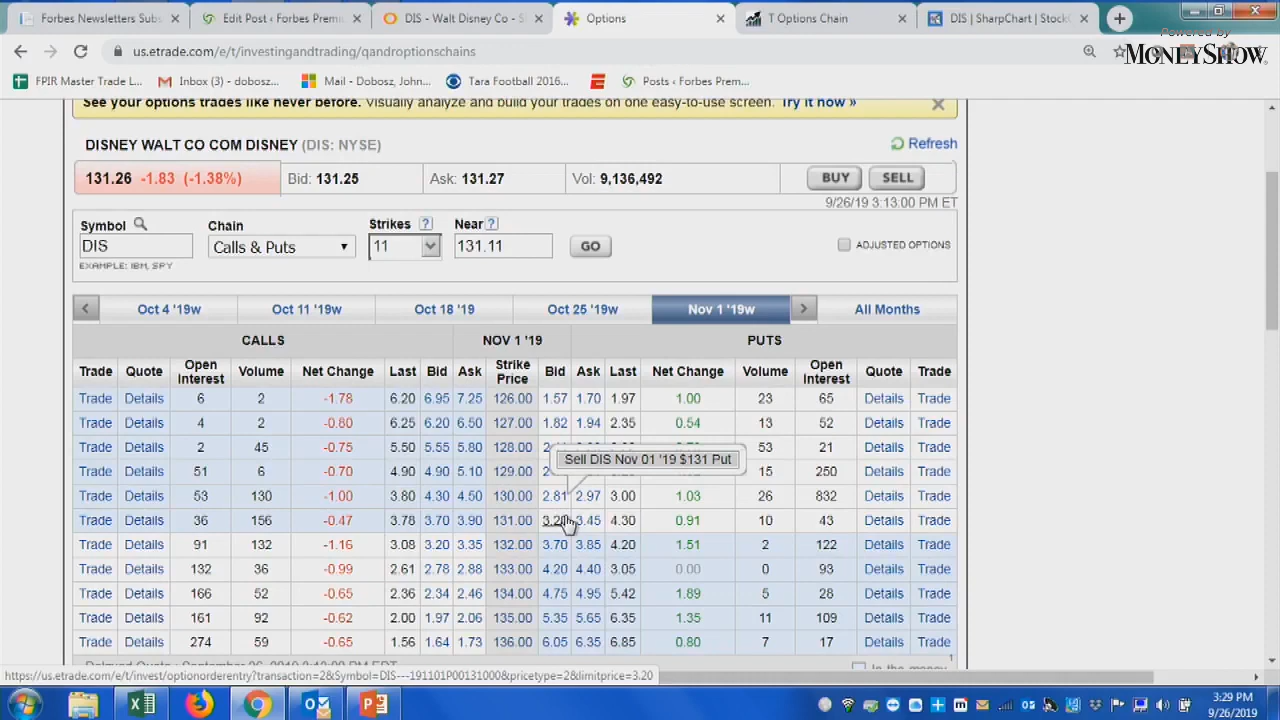 Forbes Newsletters Subs × Edit Post ‹ Forbes Premi... × DIS - Walt Disney Co - S × Options × T Options Chain × DIS | SharpChart | StockC ×
Powered by
MONEYSHOW.
us.etrade.com/e/t/investingandtrading/qandroptionschains
FPIR Master Trade L... Inbox (3) - dobosz... Mail - Dobosz, John... Tara Football 2016... Posts ‹ Forbes Prem...
See your options trades like never before. Visually analyze and build your trades on one easy-to-use screen. Try it now »
DISNEY WALT CO COM DISNEY (DIS: NYSE) Refresh
131.26 -1.83 (-1.38%) Bid: 131.25 Ask: 131.27 Vol: 9,136,492 BUY SELL
9/26/19 3:13:00 PM ET
Symbol Chain Strikes ? Near ?
DIS Calls & Puts 11 131.11 GO ADJUSTED OPTIONS
EXAMPLE: IBM, SPY
Oct 4 '19w Oct 11 '19w Oct 18 '19 Oct 25 '19w Nov 1 '19w All Months
CALLS NOV 1 '19 PUTS
Trade Quote Open Interest Volume Net Change Last Bid Ask Strike Price Bid Ask Last Net Change Volume Open Interest Quote Trade
Trade Details 6 2 -1.78 6.20 6.95 7.25 126.00 1.57 1.70 1.97 1.00 23 65 Details Trade
Trade Details 4 2 -0.80 6.25 6.20 6.50 127.00 1.82 1.94 2.35 0.54 13 52 Details Trade
Trade Details 2 45 -0.75 5.50 5.55 5.80 128.00 53 21 Details Trade
Sell DIS Nov 01 '19 $131 Put
Trade Details 51 6 -0.70 4.90 4.90 5.10 129.00 15 250 Details Trade
Trade Details 53 130 -1.00 3.80 4.30 4.50 130.00 2.81 2.97 3.00 1.03 26 832 Details Trade
Trade Details 36 156 -0.47 3.78 3.70 3.90 131.00 3.20 3.45 4.30 0.91 10 43 Details Trade
Trade Details 91 132 -1.16 3.08 3.20 3.35 132.00 3.70 3.85 4.20 1.51 2 122 Details Trade
Trade Details 132 36 -0.99 2.61 2.78 2.88 133.00 4.20 4.40 3.05 0.00 0 93 Details Trade
Trade Details 166 52 -0.65 2.36 2.34 2.46 134.00 4.75 4.95 5.42 1.89 5 28 Details Trade
Trade Details 161 92 -0.62 2.00 1.97 2.06 135.00 5.35 5.65 6.35 1.35 11 109 Details Trade
Trade Details 274 59 -0.65 1.56 1.64 1.73 136.00 6.05 6.35 6.85 0.80 7 17 Details Trade
https://us.etrade.com/e/t/invest/optionorderentry?transaction=2&Symbol=DIS---191101P00131000&pricetype=2&limitprice=3.20
3:29 PM
9/26/2019